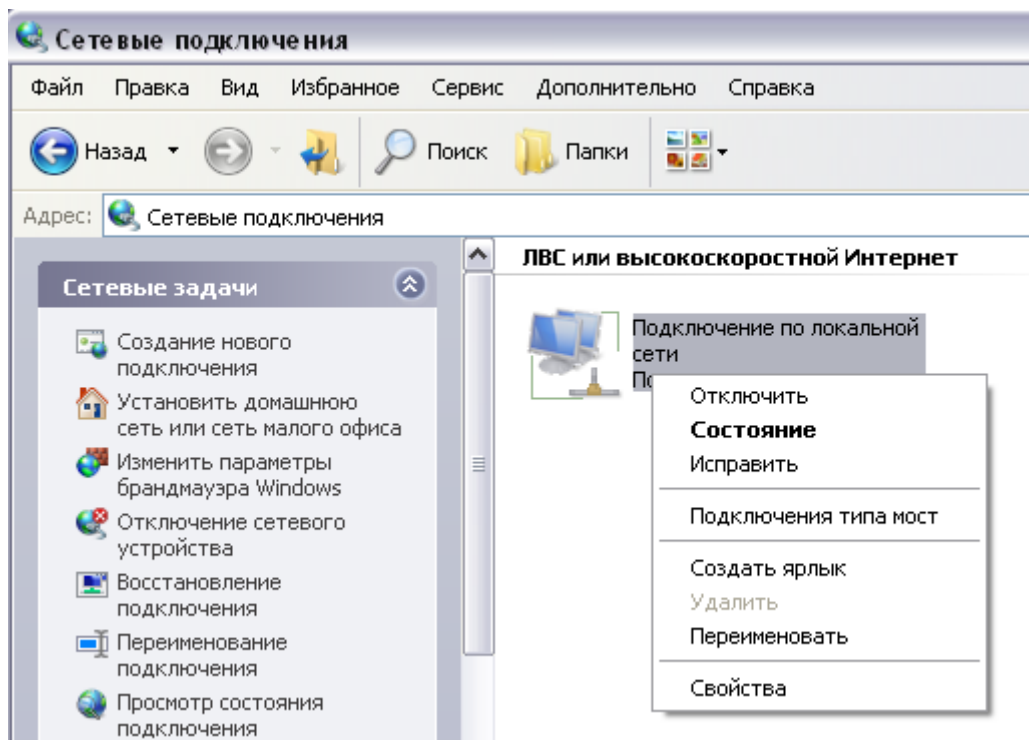 Сетевые подключения
Файл Правка Вид Избранное Сервис Дополнительно Справка
Назад Поиск Папки
Адрес: Сетевые подключения
Сетевые задачи
Создание нового
подключения
Установить домашнюю
сеть или сеть малого офиса
Изменить параметры
брандмауэра Windows
Отключение сетевого
устройства
Восстановление
подключения
Переименование
подключения
Просмотр состояния
подключения
ЛВС или высокоскоростной Интернет
Подключение по локальной
сети
Отключить
Состояние
Исправить
Подключения типа мост
Создать ярлык
Удалить
Переименовать
Свойства